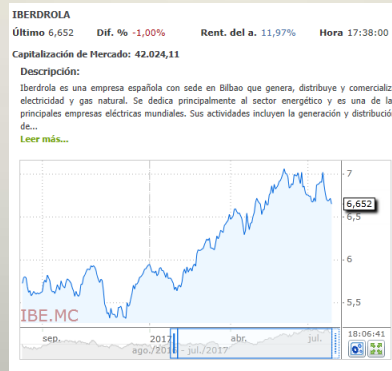 IBERDROLA
Último 6,652 Dif. % -1,00% Rent. del a. 11,97% Hora 17:38:00
Capitalización de Mercado: 42.024,11
Descripción:
Iberdrola es una empresa española con sede en Bilbao que genera, distribuye y comercializ
electricidad y gas natural. Se dedica principalmente al sector energético y es una de la
principales empresas eléctricas mundiales. Sus actividades incluyen la generación y distribució
de...
Leer más...
7
6,652
6,5
6
5,5
IBE.MC
sep. 2017 abr. jul.
ago./2016 - jul./2017
18:06:41